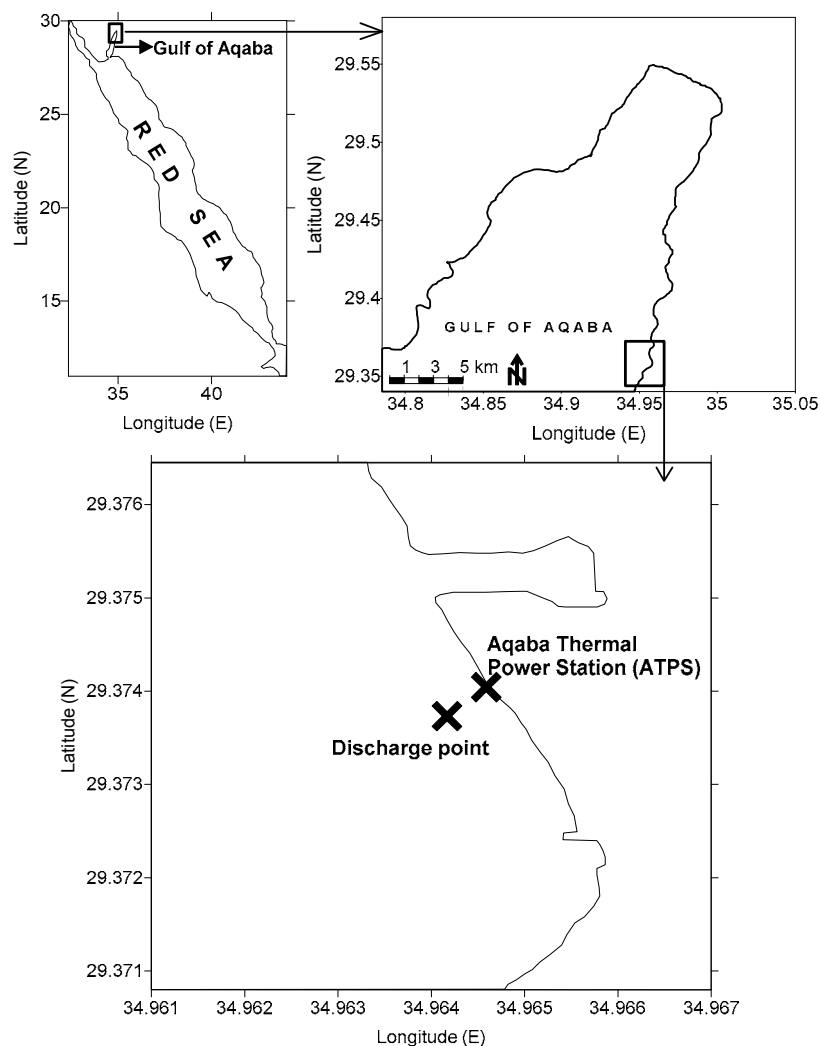 30
25
20
15
Latitude (N)
35
40
Longitude (E)
Gulf of Aqaba
RED SEA
29.55
29.5
29.45
29.4
29.35
Latitude (N)
GULF OF AQABA
1 3 5 km
N
34.8 34.85 34.9 34.95 35 35.05
Longitude (E)
29.376
29.375
29.374
29.373
29.372
29.371
Latitude (N)
Aqaba Thermal
Power Station (ATPS)
Discharge point
34.961 34.962 34.963 34.964 34.965 34.966 34.967
Longitude (E)